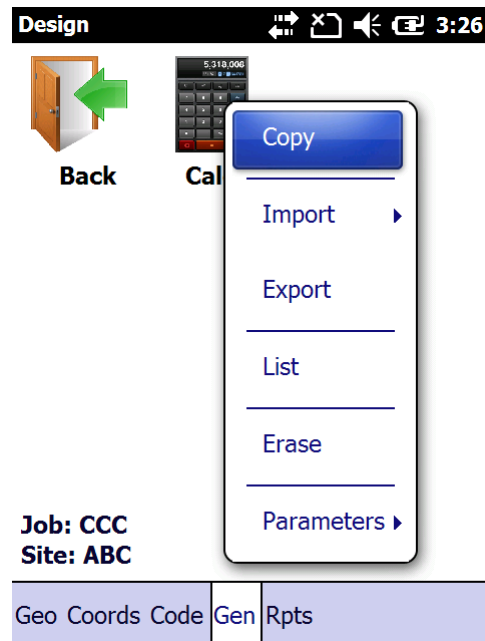 Design 3:26
5,318,006
Back Cal
Copy
Import
Export
List
Erase
Parameters
Job: CCC
Site: ABC
Geo Coords Code Gen Rpts